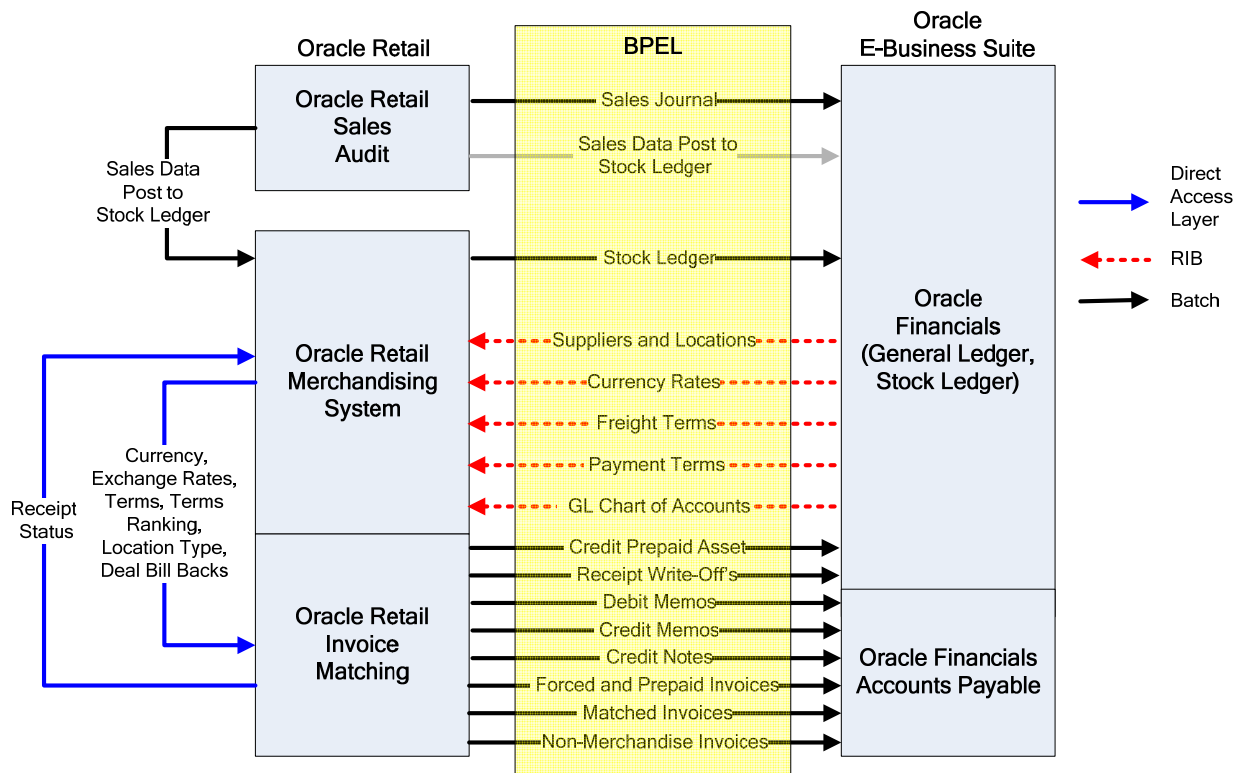 Oracle Retail
BPEL
Oracle
E-Business Suite
Oracle Retail
Sales
Audit
Sales Journal
Sales Data Post to
Stock Ledger
Sales Data
Post to
Stock Ledger
Stock Ledger
Oracle Retail
Merchandising
System
Suppliers and Locations
Currency Rates
Freight Terms
Payment Terms
GL Chart of Accounts
Oracle
Financials
(General Ledger,
Stock Ledger)
Direct
Access
Layer
RIB
Batch
Receipt
Status
Currency,
Exchange Rates,
Terms, Terms
Ranking,
Location Type,
Deal Bill Backs
Oracle Retail
Invoice
Matching
Credit Prepaid Asset
Receipt Write-Off's
Debit Memos
Credit Memos
Credit Notes
Forced and Prepaid Invoices
Matched Invoices
Non-Merchandise Invoices
Oracle Financials
Accounts Payable